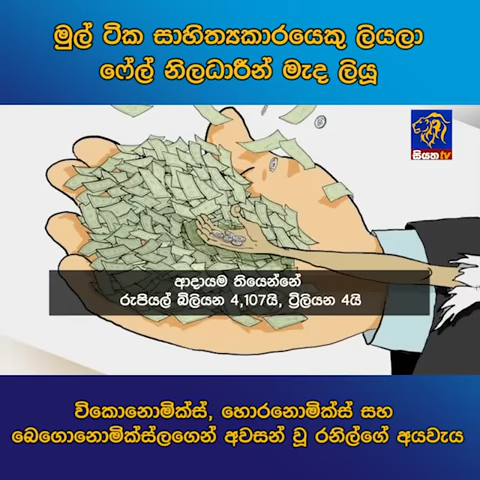 මුල් ටික සාහිත්‍යකාරයෙකු ලියලා
ෆේල් නිලධාරීන් මැද ලියූ
සියත tv
ආදායම තියෙන්නේ
රුපියල් බිලියන 4,107යි, ට්‍රිලියන 4යි
විකොනොමික්ස්, හොරනොමික්ස් සහ
බෙගොනොමික්ස්ලගෙන් අවසන් වූ රනිල්ගේ අයවැය